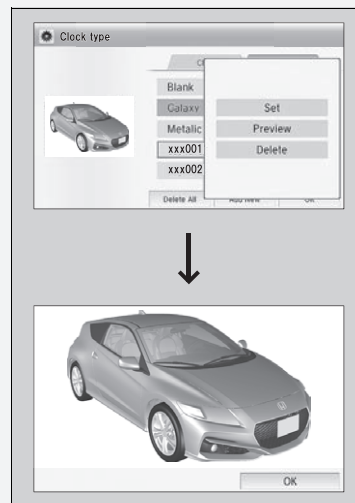 Clock type
Blank
Galaxy
Metalic
xxx001
xxx002
Set
Preview
Delete
Delete All
Add New
OK
OK